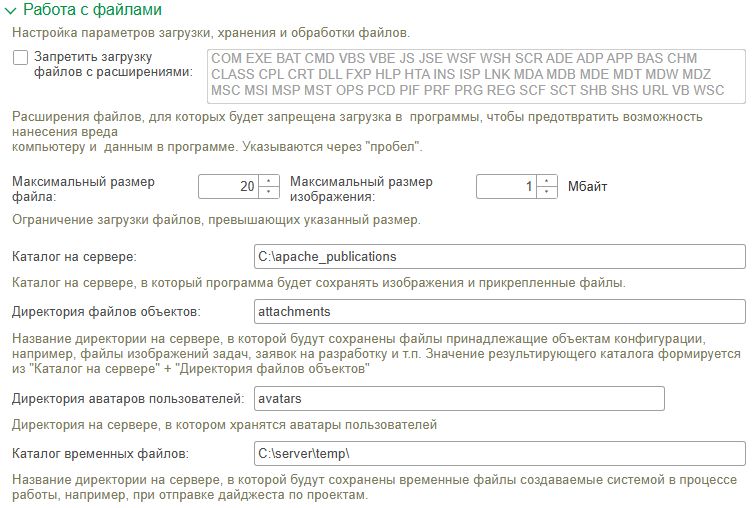 Работа с файлами
Настройка параметров загрузки, хранения и обработки файлов.
Запретить загрузку файлов с расширениями:
COM EXE BAT CMD VBS VBE JS JSE WSF WSH SCR ADE ADP APP BAS CHM
CLASS CPL CRT DLL FXP HLP HTA INS ISP LNK MDA MDB MDE MDT MDW MDZ
MSC MSI MSP MST OPS PCD PIF PRF PRG REG SCF SCT SHB SHS URL VB WSC
Расширения файлов, для которых будет запрещена загрузка в  программы, чтобы предотвратить возможность
нанесения вреда
компьютеру и  данным в программе. Указываются через "пробел".
Максимальный размер файла:
20
Максимальный размер изображения:
1
Мбайт
Ограничение загрузки файлов, превышающих указанный размер.
Каталог на сервере:
C:\apache_publications
Каталог на сервере, в который программа будет сохранять изображения и прикрепленные файлы.
Директория файлов объектов:
attachments
Название директории на сервере, в которой будут сохранены файлы принадлежащие объектам конфигурации,
например, файлы изображений задач, заявок на разработку и т.п. Значение результирующего каталога формируется
из "Каталог на сервере" + "Директория файлов объектов"
Директория аватаров пользователей:
avatars
Директория на сервере, в котором хранятся аватары пользователей
Каталог временных файлов:
C:\server\temp\
Название директории на сервере, в которой будут сохранены временные файлы создаваемые системой в процессе
работы, например, при отправке дайджеста по проектам.